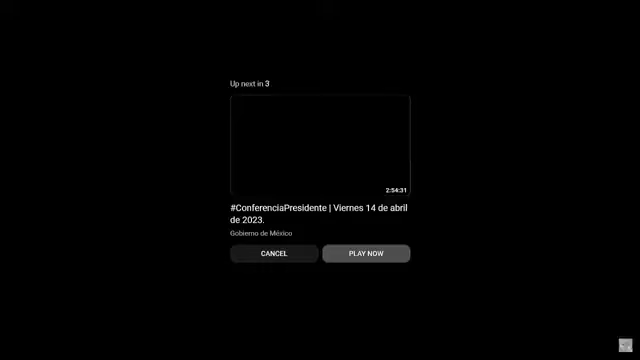 Up next in 3
2:54:31
#ConferenciaPresidente | Viernes 14 de abril
de 2023.
Gobierno de México
CANCEL
PLAY NOW